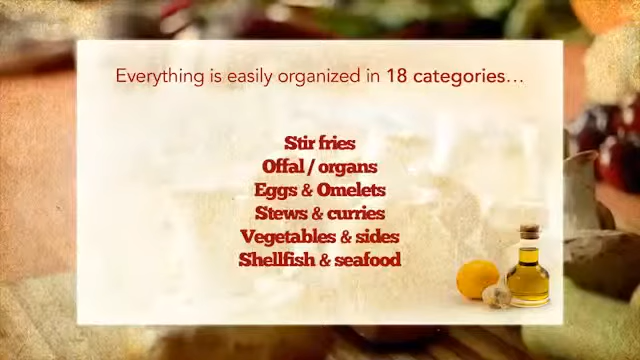 Everything is easily organized in 18 categories...
Stir fries
Offal / organs
Eggs & Omelets
Stews & curries
Vegetables & sides
Shellfish & seafood